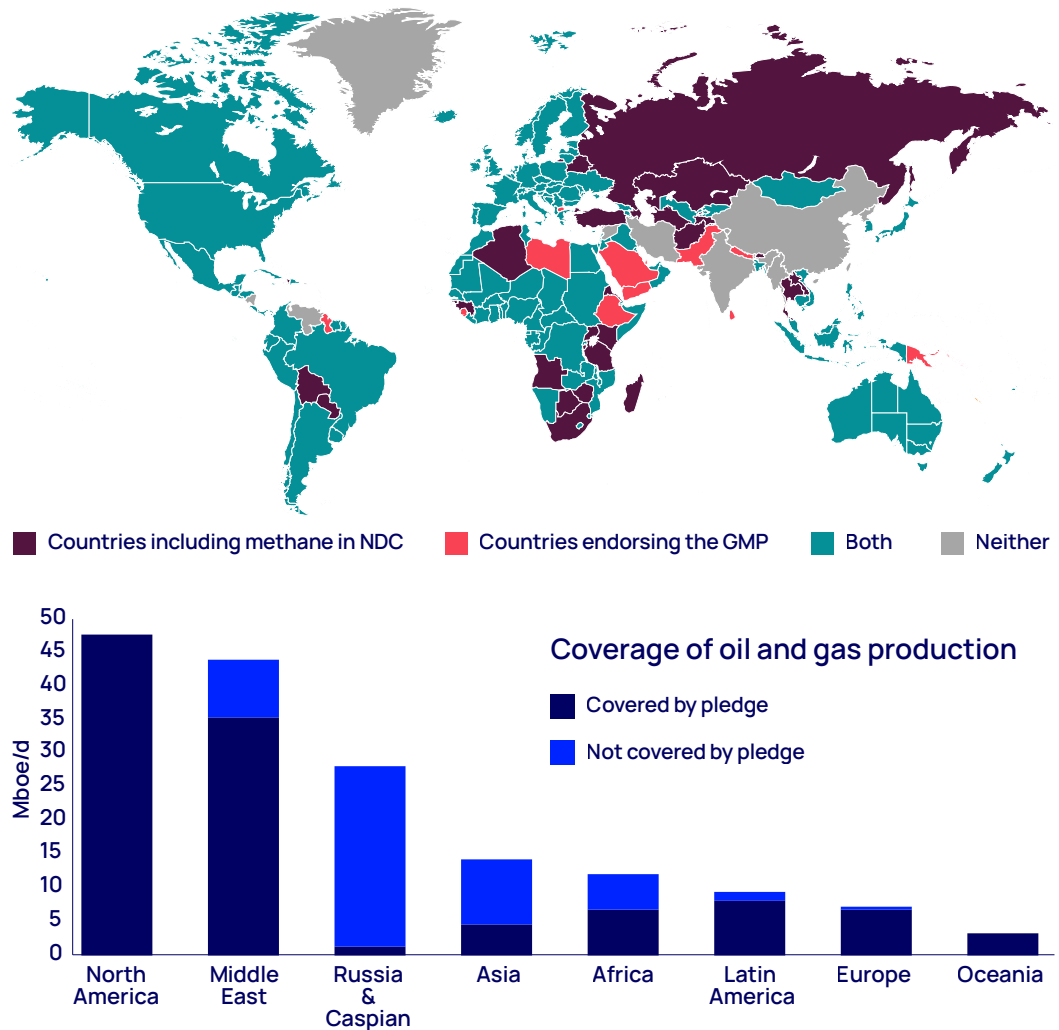 Countries including methane in NDC
Countries endorsing the GMP
Both
Neither
Coverage of oil and gas production
Covered by pledge
Not covered by pledge
Mboe/d
50
45
40
35
30
25
20
15
10
5
0
North
America
Middle
East
Russia
&
Caspian
Asia
Africa
Latin
America
Europe
Oceania